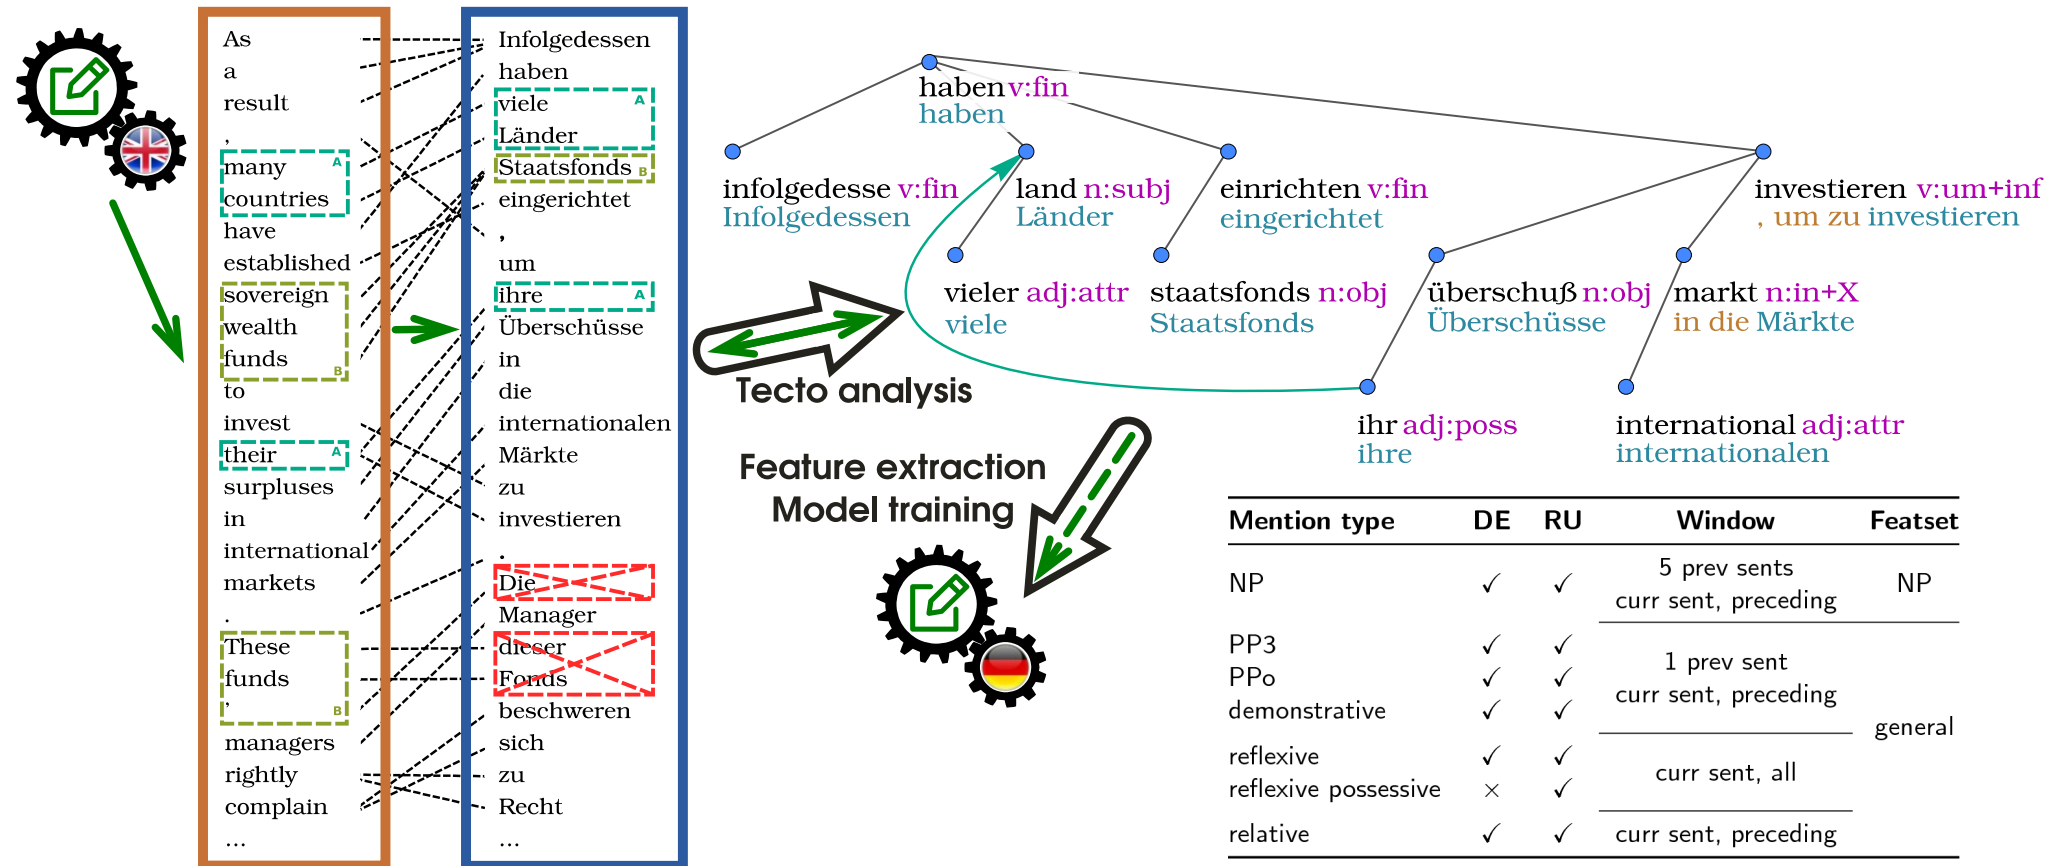 As
a
result
,
many A
countries
have
established
sovereign
wealth
funds B
to
invest
their A
surpluses
in
international
markets
.
These
funds
' B
managers
rightly
complain
...
Infolgedessen
haben
viele A
Länder
Staatsfonds B
eingerichtet
,
um
ihre A
Überschüsse
in
die
internationalen
Märkte
zu
investieren
.
Die
Manager
dieser
Fonds
beschweren
sich
zu
Recht
...
Tecto analysis
Feature extraction
Model training
haben v:fin
haben
infolgedesse v:fin
Infolgedessen
land n:subj
Länder
einrichten v:fin
eingerichtet
investieren v:um+inf
, um zu investieren
vieler adj:attr
viele
staatsfonds n:obj
Staatsfonds
überschuß n:obj
Überschüsse
markt n:in+X
in die Märkte
ihr adj:poss
ihre
international adj:attr
internationalen
Mention type DE RU Window Featset
NP ✓ ✓ 5 prev sents
curr sent, preceding NP
PP3 ✓ ✓
PPo ✓ ✓ 1 prev sent
curr sent, preceding
demonstrative ✓ ✓
general
reflexive ✓ ✓
curr sent, all
reflexive possessive × ✓
relative ✓ ✓ curr sent, preceding